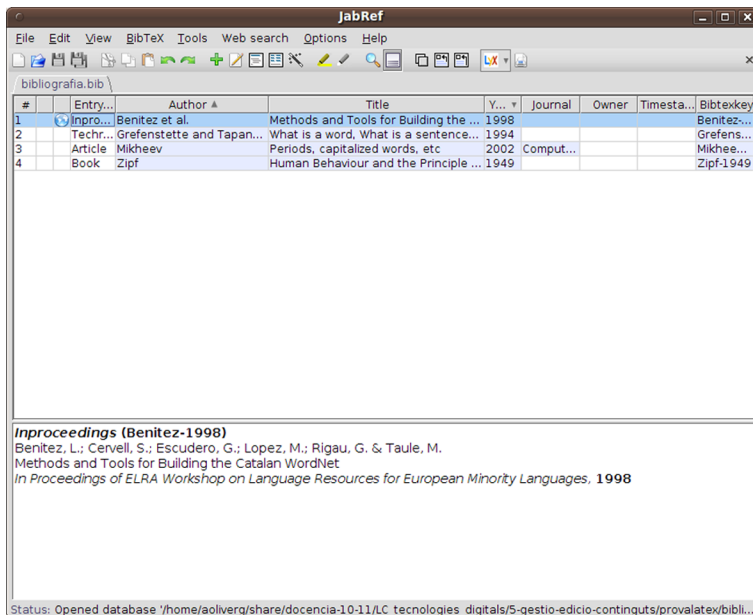 JabRef
File Edit View BibTeX Tools Web search Options Help
bibliografia.bib
# Entry... Author Title Y... Journal Owner Timesta... Bibtexkey
1 Inpro... Benitez et al. Methods and Tools for Building the ... 1998 Benitez-...
2 Techr... Grefenstette and Tapan... What is a word, What is a sentence... 1994 Grefens...
3 Article Mikheev Periods, capitalized words, etc 2002 Comput... Mikhee...
4 Book Zipf Human Behaviour and the Principle ... 1949 Zipf-1949
Inproceedings (Benitez-1998)
Benitez, L.; Cervell, S.; Escudero, G.; Lopez, M.; Rigau, G. & Taule, M.
Methods and Tools for Building the Catalan WordNet
In Proceedings of ELRA Workshop on Language Resources for European Minority Languages, 1998
Status: Opened database '/home/aoliverg/share/docencia-10-11/LC_tecnologies_digitals/5-gestio-edicio-continguts/provalatex/bibli...